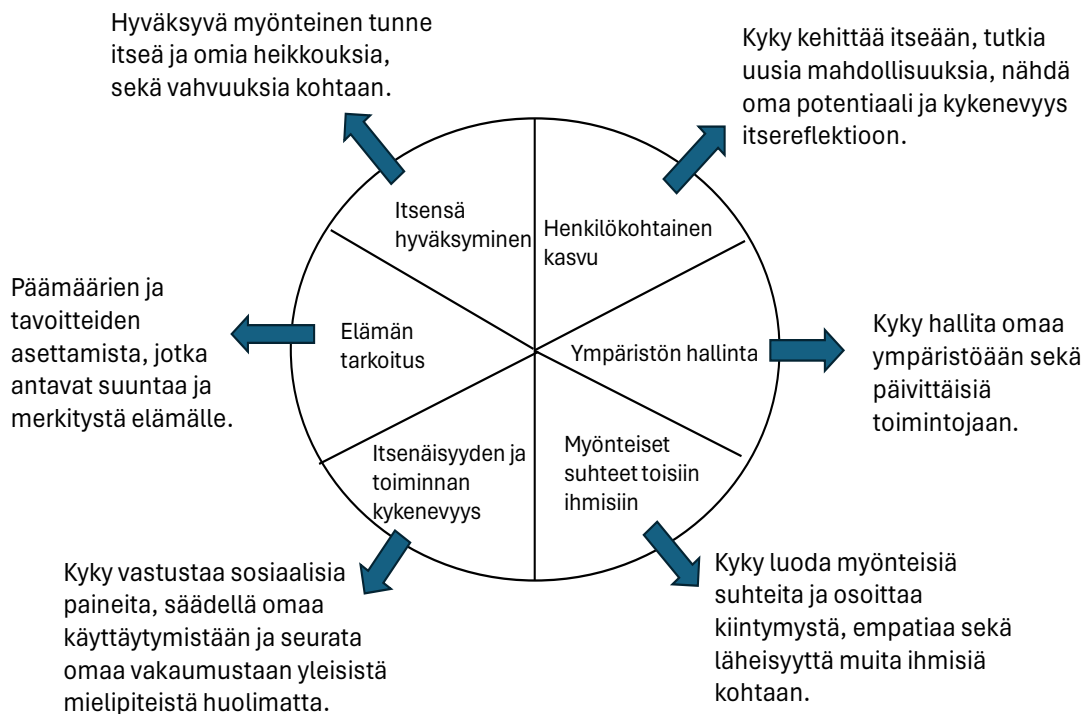 Hyväksyvä myönteinen tunne
itseä ja omia heikkouksia,
sekä vahvuuksia kohtaan.
Kyky kehittää itseään, tutkia
uusia mahdollisuuksia, nähdä
oma potentiaali ja kykenevyys
itsereflektioon.
Itsensä
hyväksyminen
Henkilökohtainen
kasvu
Päämäärien ja
tavoitteiden
asettamista, jotka
antavat suuntaa ja
merkitystä elämälle.
Elämän
tarkoitus
Ympäristön hallinta
Kyky hallita omaa
ympäristöään sekä
päivittäisiä
toimintojaan.
Itsenäisyyden ja
toiminnan
kykenevyys
Myönteiset
suhteet toisiin
ihmisiin
Kyky vastustaa sosiaalisia
paineita, säädellä omaa
käyttäytymistään ja seurata
omaa vakaumustaan yleisistä
mielipiteistä huolimatta.
Kyky luoda myönteisiä
suhteita ja osoittaa
kiintymystä, empatiaa sekä
läheisyyttä muita ihmisiä
kohtaan.